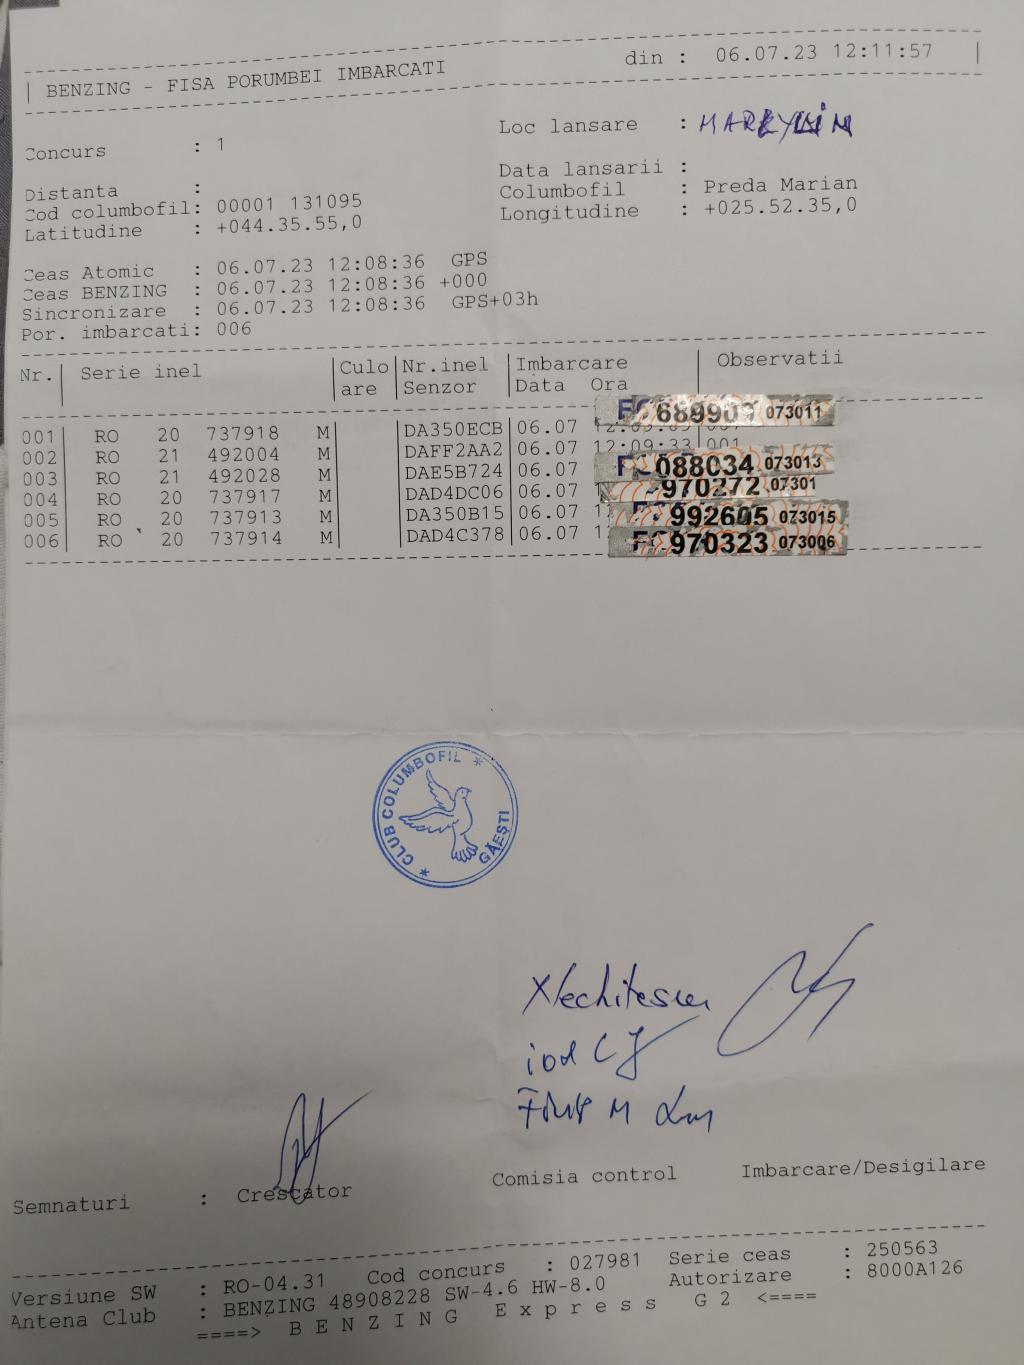 | BENZING - FISA PORUMBEI IMBARCATI din : 06.07.23 12:11:57 |
Concurs : 1 Loc lansare :
Distanta : Data lansarii :
Cod columbofil: 00001 131095 Columbofil : Preda Marian
Latitudine : +044.35.55,0 Longitudine : +025.52.35,0
Ceas Atomic : 06.07.23 12:08:36 GPS
Ceas BENZING : 06.07.23 12:08:36 +000
Sincronizare : 06.07.23 12:08:36 GPS+03h
Por. imbarcati: 006
Nr.| Serie inel |Culo|Nr.inel |Imbarcare | Observatii
| |are |Senzor |Data Ora |
001| RO 20 737918 M| |DA350ECB|06.07 689909 073011
002| RO 21 492004 M| |DAFF2AA2|06.07 12:09:33|001
003| RO 21 492028 M| |DAE5B724|06.07 088034 073013
004| RO 20 737917 M| |DAD4DC06|06.07 970272 07301
005| RO 20 737913 M| |DA350B15|06.07 992605 073015
006| RO 20 737914 M| |DAD4C378|06.07 970323 073006
* CLUB COLUMBOFIL * GĂEȘTI
Semnaturi : Crescator Comisia control Imbarcare/Desigilare
Versiune SW : RO-04.31 Cod concurs : 027981 Serie ceas : 250563
Antena Club : BENZING 48908228 SW-4.6 HW-8.0 Autorizare : 8000A126
====> B E N Z I N G E x p r e s s G 2 <====